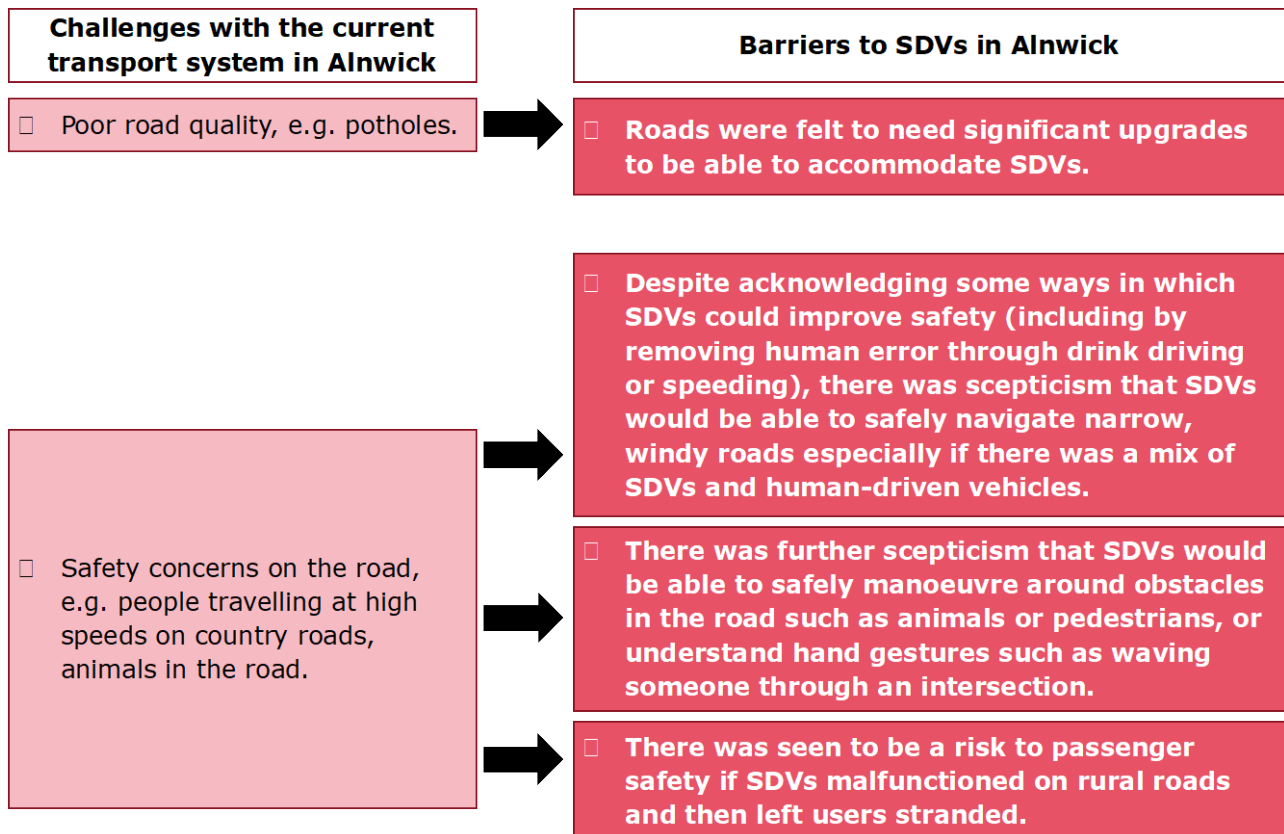 Challenges with the current
transport system in Alnwick
Barriers to SDVs in Alnwick
Poor road quality, e.g. potholes.
Roads were felt to need significant upgrades
to be able to accommodate SDVs.
Safety concerns on the road,
e.g. people travelling at high
speeds on country roads,
animals in the road.
Despite acknowledging some ways in which
SDVs could improve safety (including by
removing human error through drink driving
or speeding), there was scepticism that SDVs
would be able to safely navigate narrow,
windy roads especially if there was a mix of
SDVs and human-driven vehicles.
There was further scepticism that SDVs would
be able to safely manoeuvre around obstacles
in the road such as animals or pedestrians, or
understand hand gestures such as waving
someone through an intersection.
There was seen to be a risk to passenger
safety if SDVs malfunctioned on rural roads
and then left users stranded.